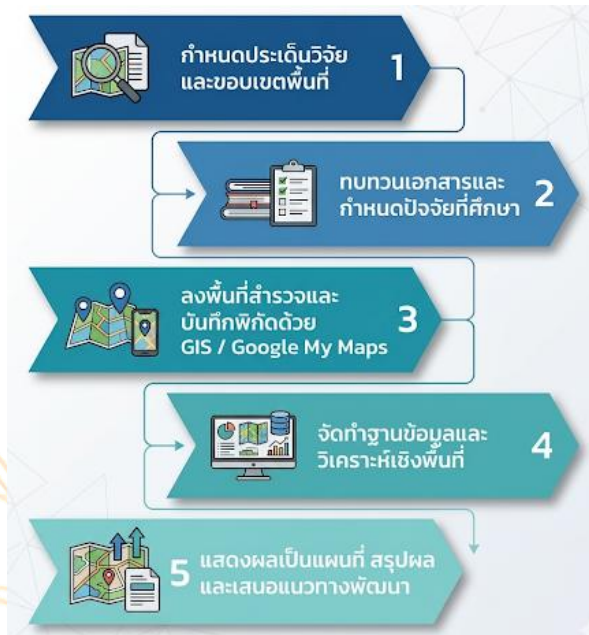 กำหนดประเด็นวิจัย
และขอบเขตพื้นที่
1
ทบทวนเอกสารและ
กำหนดปัจจัยที่ศึกษา
2
ลงพื้นที่สำรวจและ
บันทึกพิกัดด้วย
GIS / Google My Maps
3
จัดทำฐานข้อมูลและ
วิเคราะห์เชิงพื้นที่
4
5
แสดงผลเป็นแผนที่ สรุปผล
และเสนอแนวทางพัฒนา